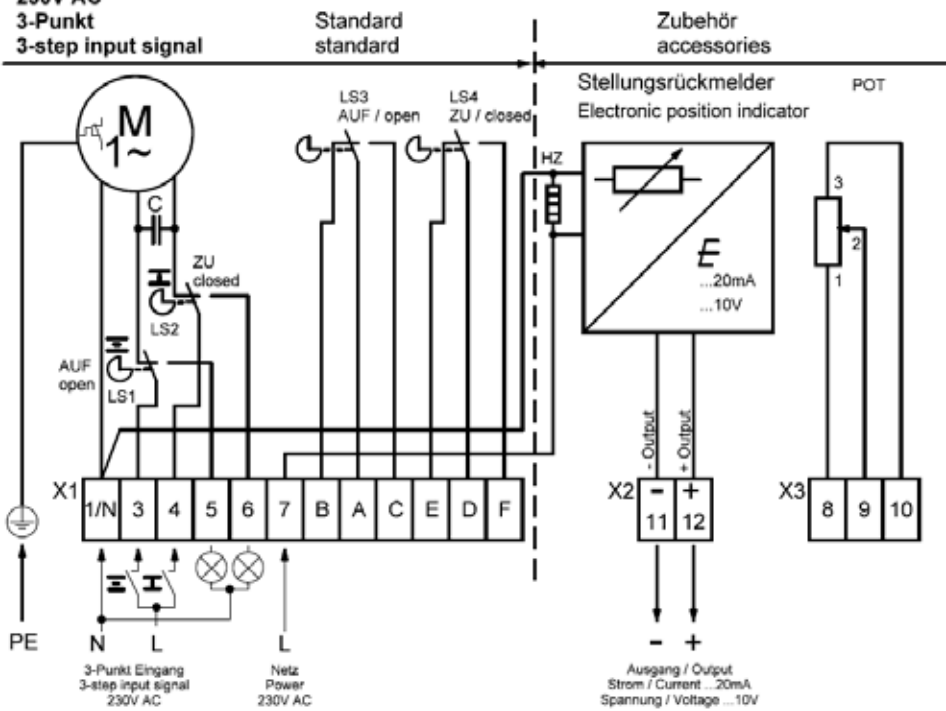 230V AC
3-Punkt
3-step input signal
Standard
standard
Zubehör
accessories
Stellungsrückmelder
Electronic position indicator
POT
M
1~
C
LS3
AUF / open
LS4
ZU / closed
HZ
ZU
closed
LS2
AUF
open
LS1
E
...20mA
...10V
3
2
1
- Output
+ Output
X1
1/N 3 4 5 6 7 B A C E D F
X2
- +
11 12
X3
8 9 10
PE
N
L
L
- +
3-Punkt Eingang
3-step input signal
230V AC
Netz
Power
230V AC
Ausgang / Output
Strom / Current ...20mA
Spannung / Voltage ...10V